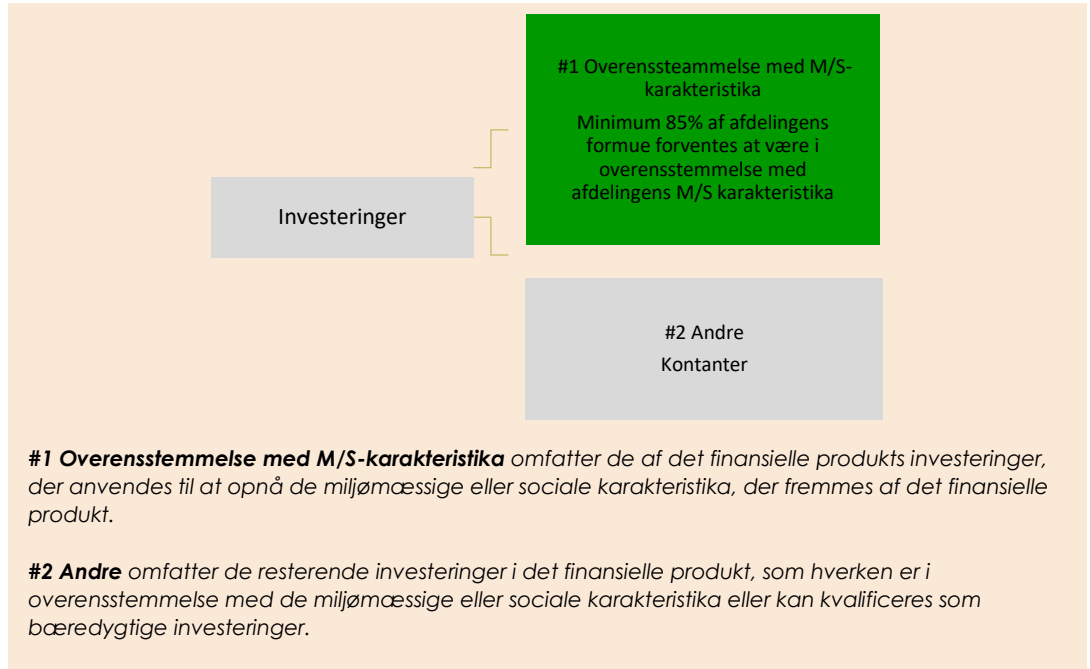 #1 Overenssteammelse med M/S-
karakteristika
Minimum 85% af afdelingens
formue forventes at være i
overensstemmelse med
afdelingens M/S karakteristika
Investeringer
#2 Andre
Kontanter
#1 Overensstemmelse med M/S-karakteristika omfatter de af det finansielle produkts investeringer,
der anvendes til at opnå de miljømæssige eller sociale karakteristika, der fremmes af det finansielle
produkt.
#2 Andre omfatter de resterende investeringer i det finansielle produkt, som hverken er i
overensstemmelse med de miljømæssige eller sociale karakteristika eller kan kvalificeres som
bæredygtige investeringer.